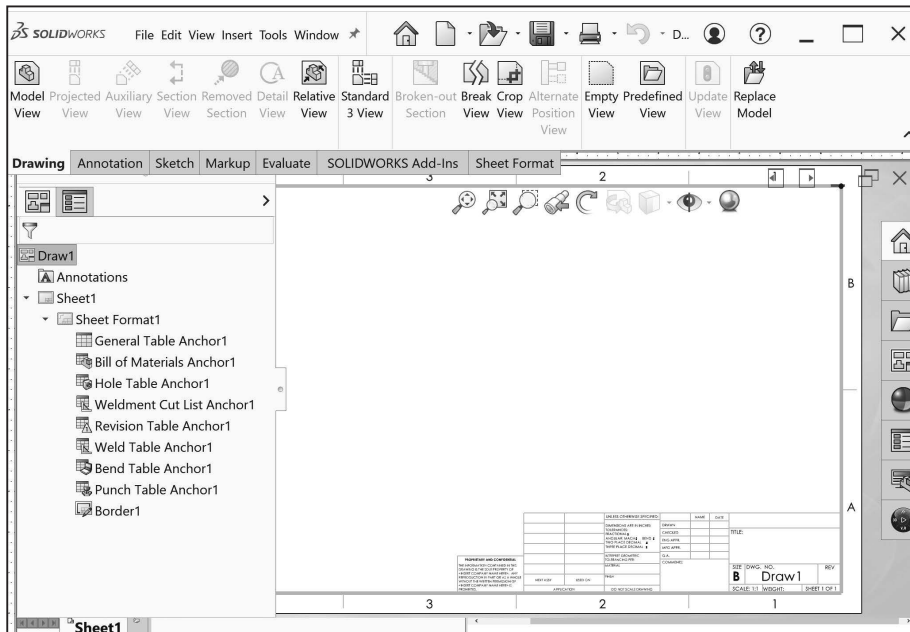 SOLIDWORKS File Edit View Insert Tools Window D...
Model View
Projected View
Auxiliary View
Section View
Removed Section
Detail View
Relative View
Standard 3 View
Broken-out Section
Break View
Crop View
Alternate Position View
Empty View
Predefined View
Update View
Replace Model
Drawing Annotation Sketch Markup Evaluate SOLIDWORKS Add-Ins Sheet Format
3 2
Draw1
Annotations
Sheet1
Sheet Format1
General Table Anchor1
Bill of Materials Anchor1
Hole Table Anchor1
Weldment Cut List Anchor1
Revision Table Anchor1
Weld Table Anchor1
Bend Table Anchor1
Punch Table Anchor1
Border1
B
A
UNLESS OTHERWISE SPECIFIED:
NAME DATE
DIMENSIONS ARE IN INCHES
TOLERANCES:
DRAWN
CHECKED
ENG APPR.
MFG APPR.
Q.A.
COMMENTS:
TITLE:
PROPRIETARY AND CONFIDENTIAL
MATERIAL
FINISH
NEXT ASSY USED ON
APPLICATION DO NOT SCALE DRAWING
SIZE DWG. NO. REV
B Draw1
SCALE: 1:1 WEIGHT: SHEET 1 OF 1
3 2 1
Sheet1